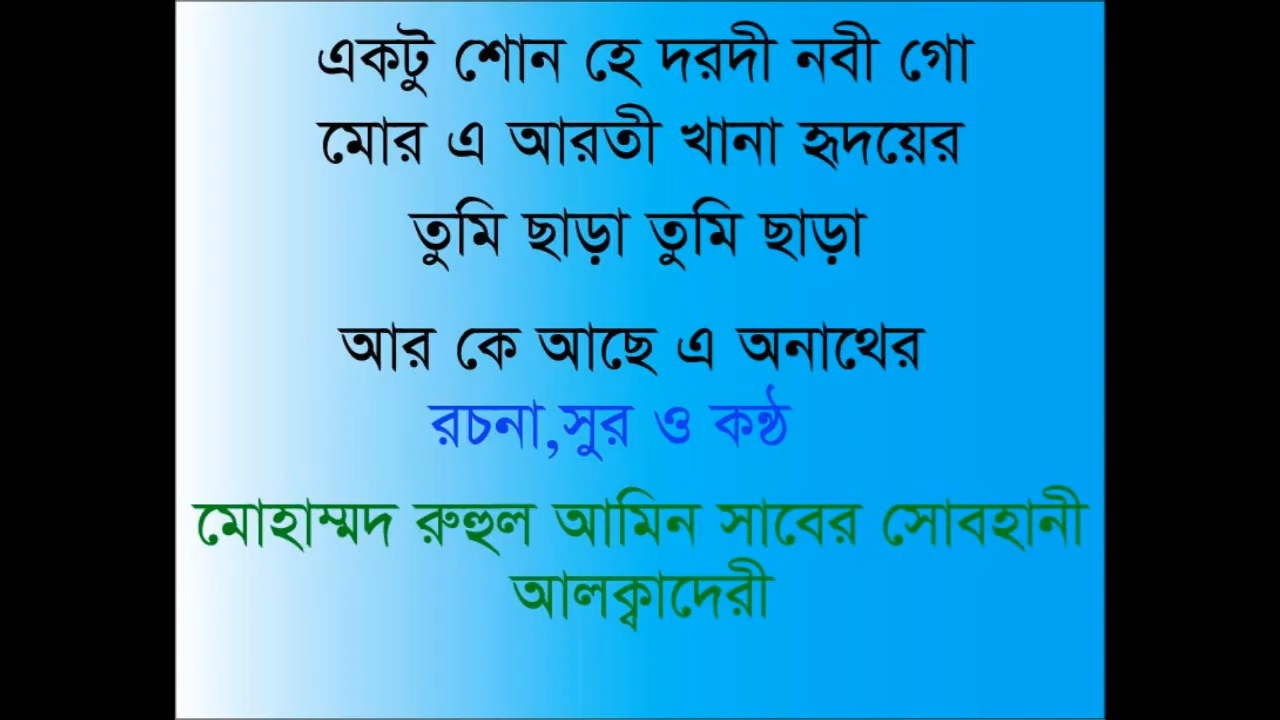 একটু শোন হে দরদী নবী গো
মোর এ আরতী খানা হৃদয়ের
তুমি ছাড়া তুমি ছাড়া
আর কে আছে এ অনাথের
রচনা,সুর ও কন্ঠ
মোহাম্মদ রুহুল আমিন সাবের সোবহানী
আলক্বাদেরী